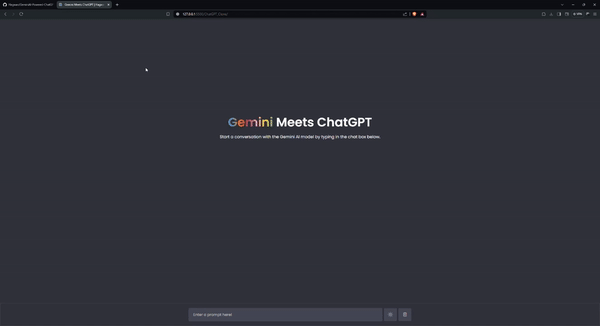 Gemini Meets ChatGPT
Start a conversation with the Gemini AI model by typing in the chat box below.
Enter a prompt here!